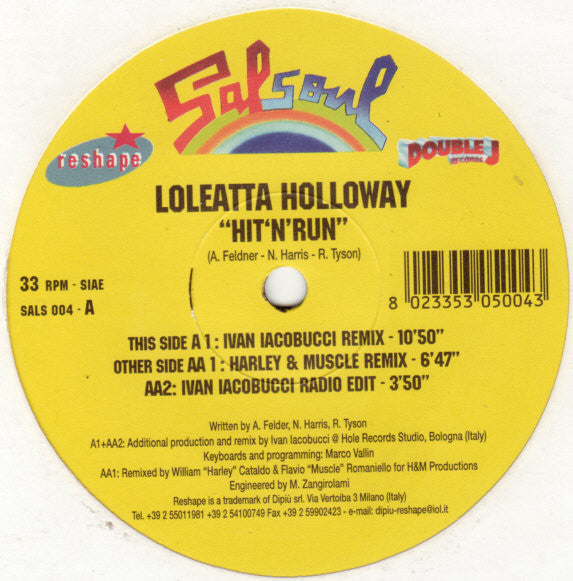 Salsoul
reshape
DOUBLE J
records
LOLEATTA HOLLOWAY
"HIT'N'RUN"
(A. Feldner - N. Harris - R. Tyson)
33 RPM - SIAE
SALS 004 - A
8 023353 050043
THIS SIDE A1 : IVAN IACOBUCCI REMIX - 10'50"
OTHER SIDE AA 1 : HARLEY & MUSCLE REMIX - 6'47"
AA2: IVAN IACOBUCCI RADIO EDIT - 3'50"
Written by A. Felder, N. Harris, R. Tyson
A1+AA2: Additional production and remix by Ivan Iacobucci @ Hole Records Studio, Bologna (Italy)
Keyboards and programming: Marco Vallin
AA1: Remixed by William "Harley" Cataldo & Flavio "Muscle" Romaniello for H&M Productions
Engineered by M. Zangirolami
Reshape is a trademark of Dipiù srl. Via Vertoiba 3 Milano (Italy)
Tel. +39 2 55011981 +39 2 54100749 Fax +39 2 59902423 - e-mail: dipiu-reshape@iol.it